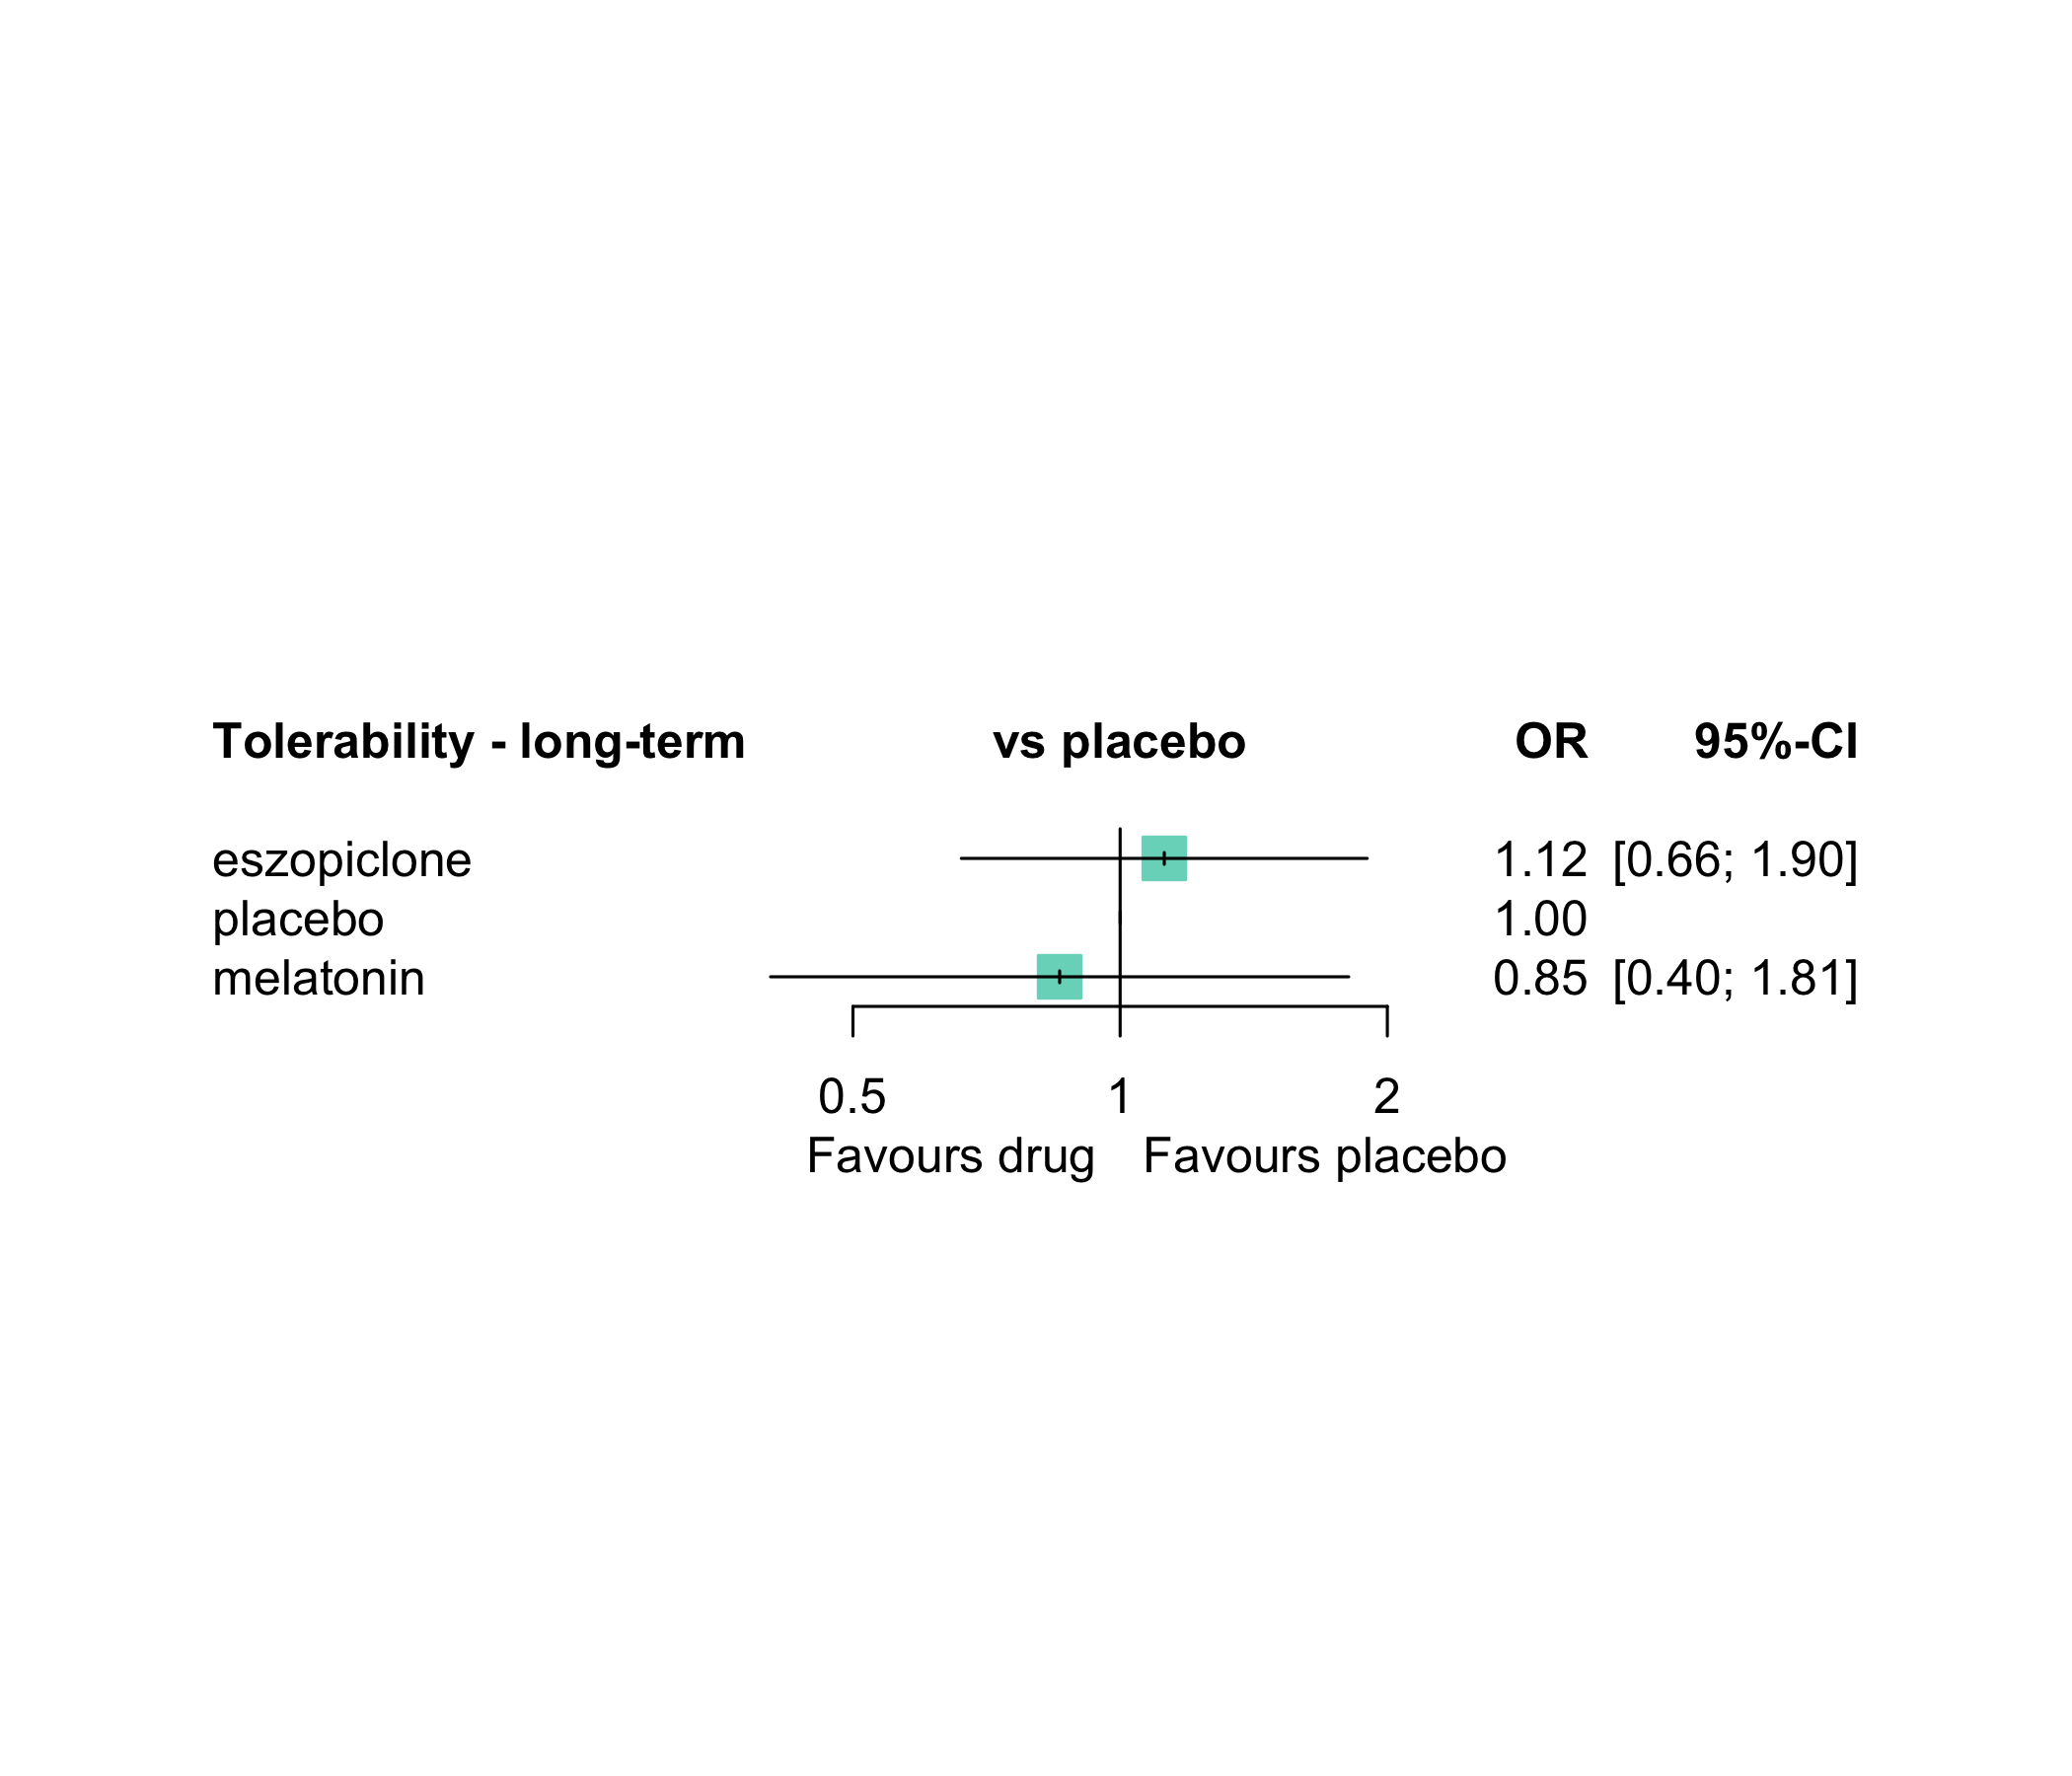 Tolerability - long-term vs placebo OR 95%-CI
eszopiclone 1.12 [0.66; 1.90]
placebo 1.00
melatonin 0.85 [0.40; 1.81]
0.5 1 2
Favours drug Favours placebo